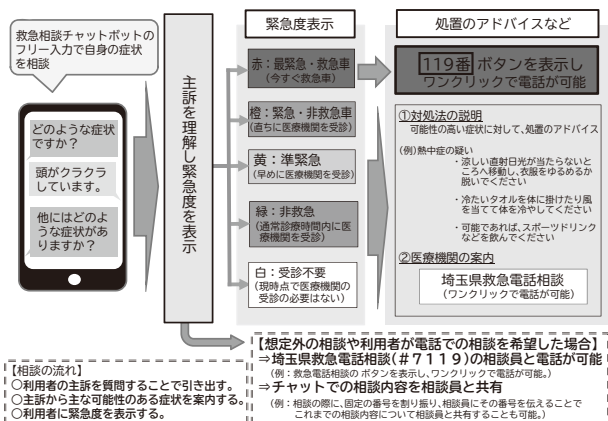 救急相談チャットボットの
フリー入力で自身の症状
を相談
どのような症状
ですか?
頭がクラクラ
しています。
他にはどのよ
うな症状があ
りますか?
主訴を理解し緊急度を表示
緊急度表示
赤:最緊急・救急車
(今すぐ救急車)
橙:緊急・非救急車
(直ちに医療機関を受診)
黄:準緊急
(早めに医療機関を受診)
緑:非救急
(通常診療時間内に医
療機関を受診)
白:受診不要
(現時点で医療機関の
受診の必要はない)
処置のアドバイスなど
119番 ボタンを表示し
ワンクリックで電話が可能
①対処法の説明
可能性の高い症状に対して、処置のアドバイス
(例)熱中症の疑い
・涼しい直射日光が当たらないと
ころへ移動し、衣服をゆるめるか
脱いでください
・冷たいタオルを体に掛けたり風
を当てて体を冷やしてください
・可能であれば、スポーツドリンク
などを飲んでください
②医療機関の案内
埼玉県救急電話相談
(ワンクリックで電話が可能)
【相談の流れ】
○利用者の主訴を質問することで引き出す。
○主訴から主な可能性のある症状を案内する。
○利用者に緊急度を表示する。
【想定外の相談や利用者が電話での相談を希望した場合】
⇒埼玉県救急電話相談(#7119)の相談員と電話が可能
(例:救急電話相談の ボタンを表示し、ワンクリックで電話が可能。)
⇒チャットでの相談内容を相談員と共有
(例:相談の際に、固定の番号を割り振り、相談員にその番号を伝えることで
これまでの相談内容について相談員と共有することも可能。)